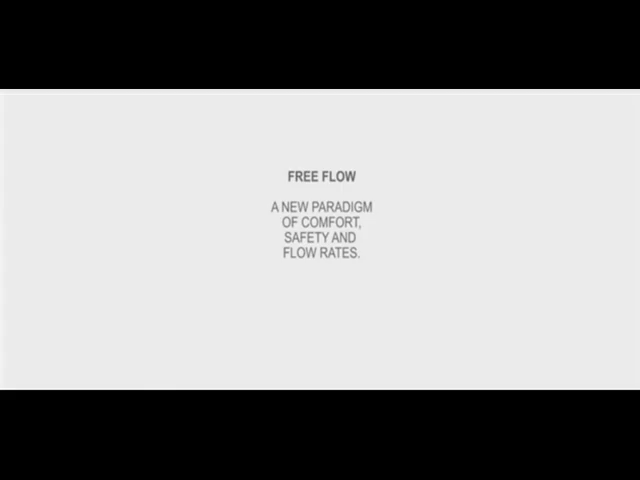 FREE FLOW
A NEW PARADIGM
OF COMFORT,
SAFETY AND
FLOW RATES.